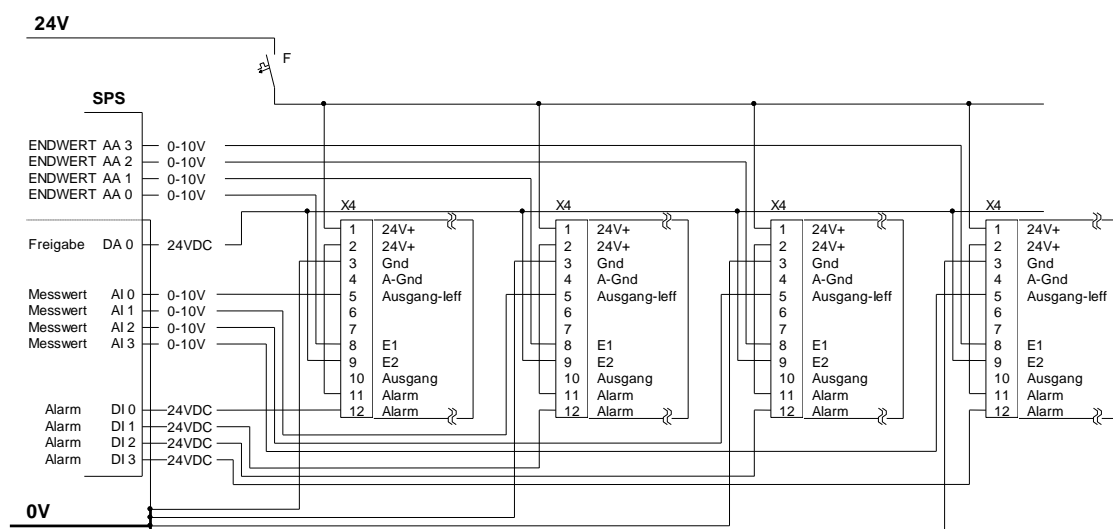 24V
F
SPS
ENDWERT AA 3 0-10V
ENDWERT AA 2 0-10V
ENDWERT AA 1 0-10V
ENDWERT AA 0 0-10V
X4 X4 X4 X4
1 24V+ 1 24V+ 1 24V+ 1 24V+
Freigabe DA 0 24VDC 2 24V+ 2 24V+ 2 24V+ 2 24V+
3 Gnd 3 Gnd 3 Gnd 3 Gnd
4 A-Gnd 4 A-Gnd 4 A-Gnd 4 A-Gnd
Messwert AI 0 0-10V 5 Ausgang-Ieff 5 Ausgang-Ieff 5 Ausgang-Ieff 5 Ausgang-Ieff
Messwert AI 1 0-10V 6 6 6 6
Messwert AI 2 0-10V 7 7 7 7
Messwert AI 3 0-10V 8 E1 8 E1 8 E1 8 E1
9 E2 9 E2 9 E2 9 E2
10 Ausgang 10 Ausgang 10 Ausgang 10 Ausgang
11 Alarm 11 Alarm 11 Alarm 11 Alarm
Alarm DI 0 24VDC 12 Alarm 12 Alarm 12 Alarm 12 Alarm
Alarm DI 1 24VDC
Alarm DI 2 24VDC
Alarm DI 3 24VDC
0V